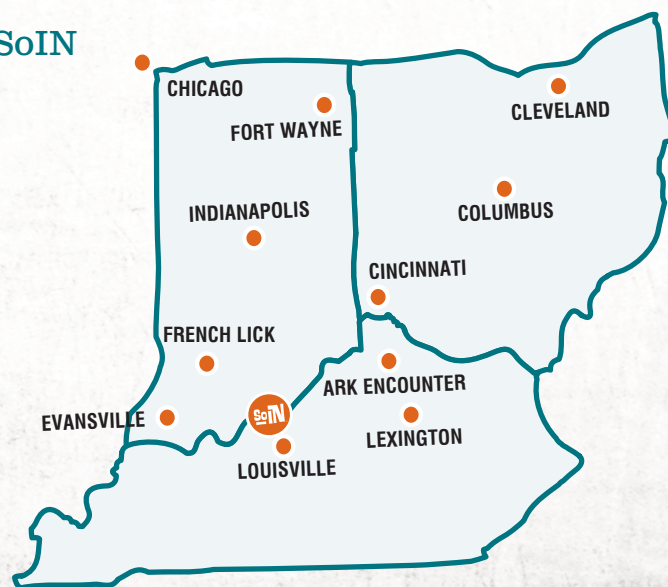 SoIN
CHICAGO
FORT WAYNE
CLEVELAND
INDIANAPOLIS
COLUMBUS
CINCINNATI
FRENCH LICK
ARK ENCOUNTER
EVANSVILLE
SoIN
LEXINGTON
LOUISVILLE